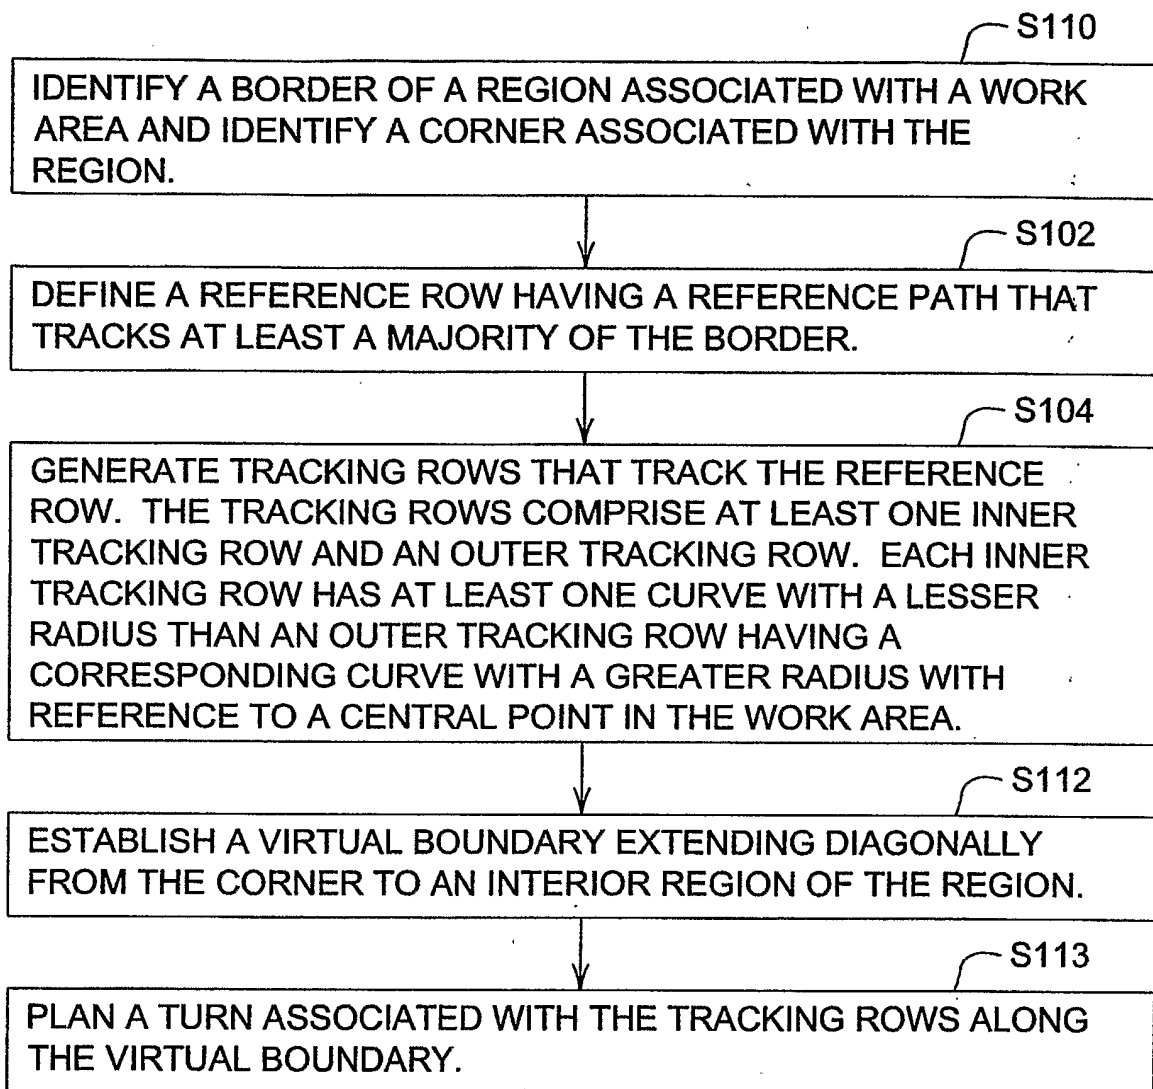 S110
IDENTIFY A BORDER OF A REGION ASSOCIATED WITH A WORK
AREA AND IDENTIFY A CORNER ASSOCIATED WITH THE
REGION.
S102
DEFINE A REFERENCE ROW HAVING A REFERENCE PATH THAT
TRACKS AT LEAST A MAJORITY OF THE BORDER.
S104
GENERATE TRACKING ROWS THAT TRACK THE REFERENCE
ROW. THE TRACKING ROWS COMPRISE AT LEAST ONE INNER
TRACKING ROW AND AN OUTER TRACKING ROW. EACH INNER
TRACKING ROW HAS AT LEAST ONE CURVE WITH A LESSER
RADIUS THAN AN OUTER TRACKING ROW HAVING A
CORRESPONDING CURVE WITH A GREATER RADIUS WITH
REFERENCE TO A CENTRAL POINT IN THE WORK AREA.
S112
ESTABLISH A VIRTUAL BOUNDARY EXTENDING DIAGONALLY
FROM THE CORNER TO AN INTERIOR REGION OF THE REGION.
S113
PLAN A TURN ASSOCIATED WITH THE TRACKING ROWS ALONG
THE VIRTUAL BOUNDARY.